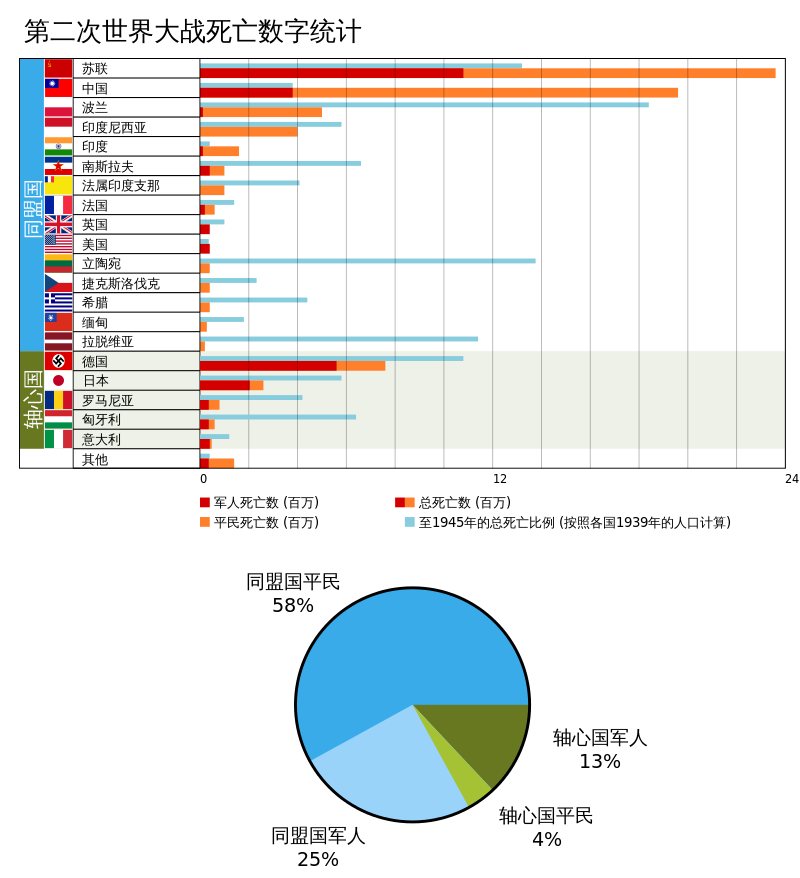 第二次世界大战死亡数字统计
同盟国
苏联
中国
波兰
印度尼西亚
印度
南斯拉夫
法属印度支那
法国
英国
美国
立陶宛
捷克斯洛伐克
希腊
缅甸
拉脱维亚
轴心国
德国
日本
罗马尼亚
匈牙利
意大利
其他
0 12 24
军人死亡数 (百万) 总死亡数 (百万)
平民死亡数 (百万) 至1945年的总死亡比例 (按照各国1939年的人口计算)
同盟国平民
58%
轴心国军人
13%
轴心国平民
4%
同盟国军人
25%